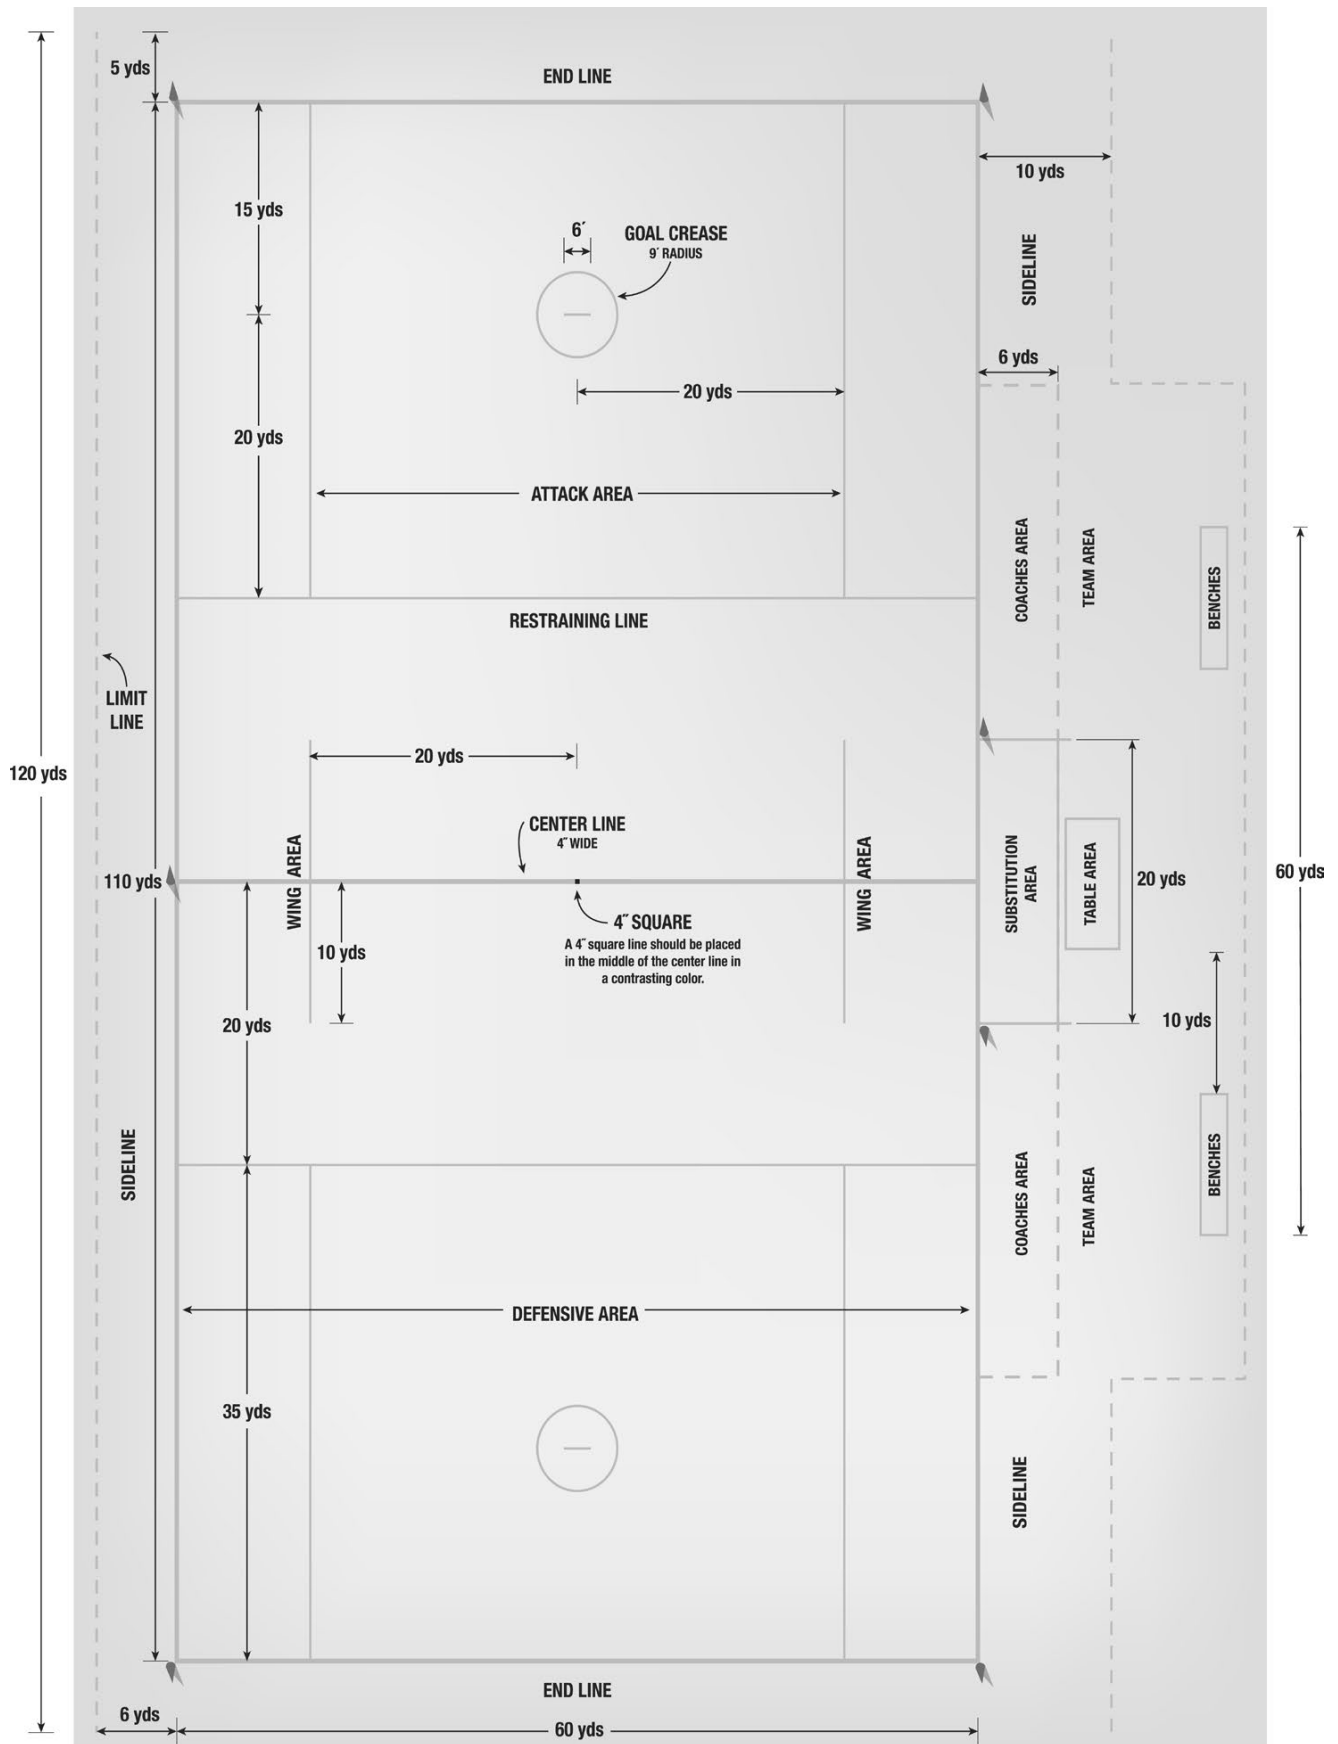 5 yds
END LINE
10 yds
15 yds
6´
GOAL CREASE
9´ RADIUS
SIDELINE
6 yds
20 yds
20 yds
ATTACK AREA
COACHES AREA
TEAM AREA
BENCHES
RESTRAINING LINE
LIMIT
LINE
20 yds
120 yds
CENTER LINE
4˝ WIDE
WING AREA
WING AREA
SUBSTITUTION
AREA
TABLE AREA
20 yds
60 yds
110 yds
4˝ SQUARE
A 4˝ square line should be placed
in the middle of the center line in
a contrasting color.
10 yds
20 yds
10 yds
SIDELINE
COACHES AREA
TEAM AREA
BENCHES
DEFENSIVE AREA
35 yds
SIDELINE
END LINE
6 yds
60 yds